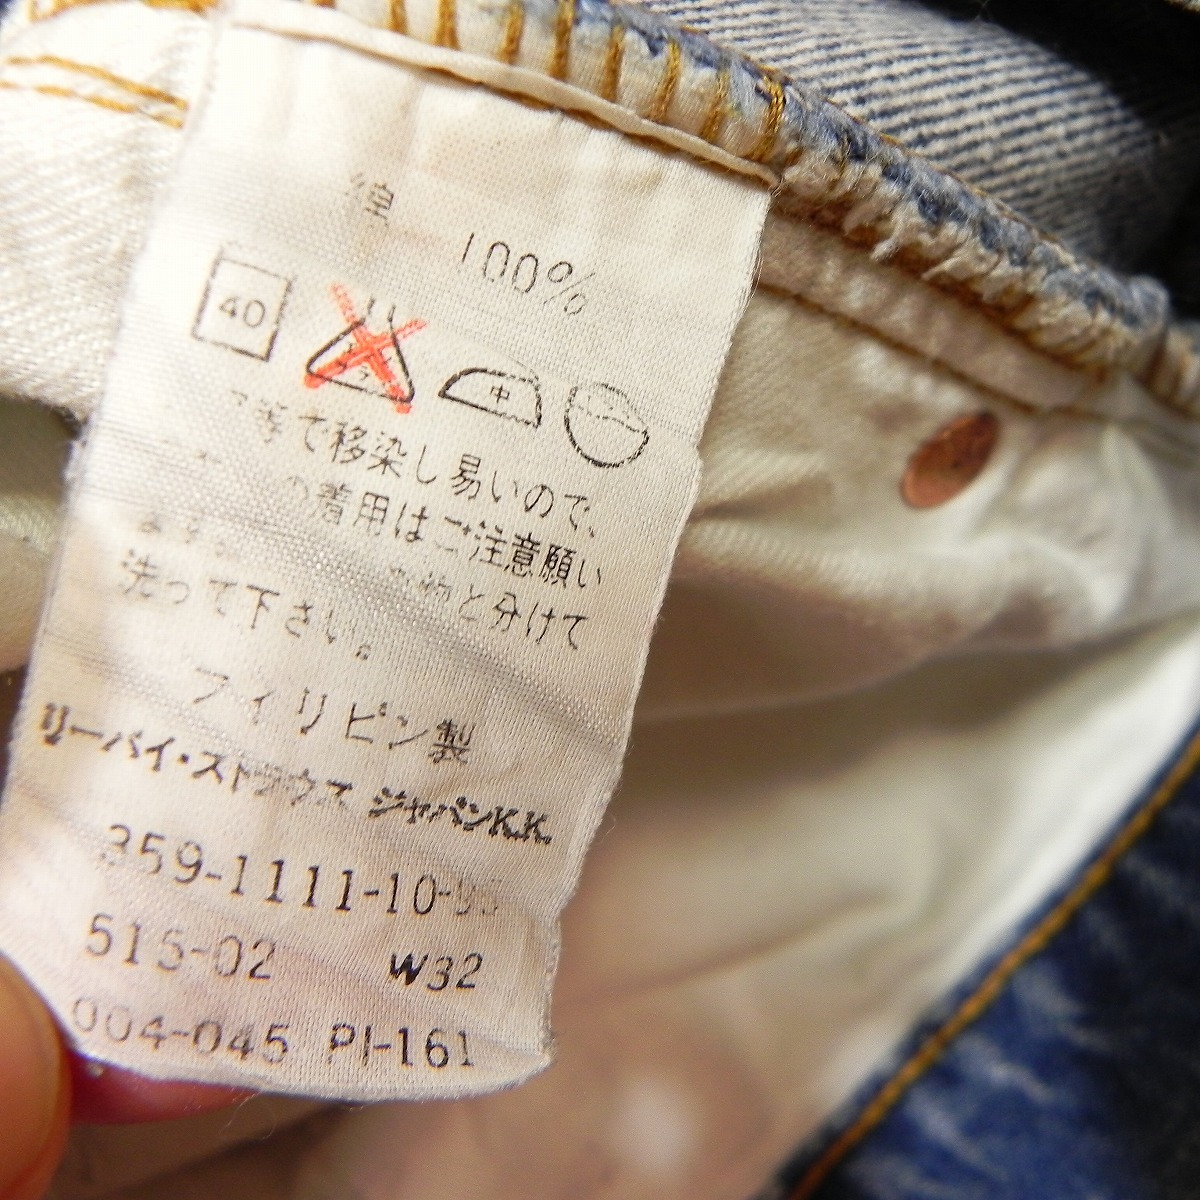 100%
40 中
等で移染し易いので、
の着用はご注意願い
と分けて
洗って下さい。
フィリピン製
リーバイ・ストラウス ジャパンK.K.
359-1111-10-
515-02 W32
004-045 PI-161